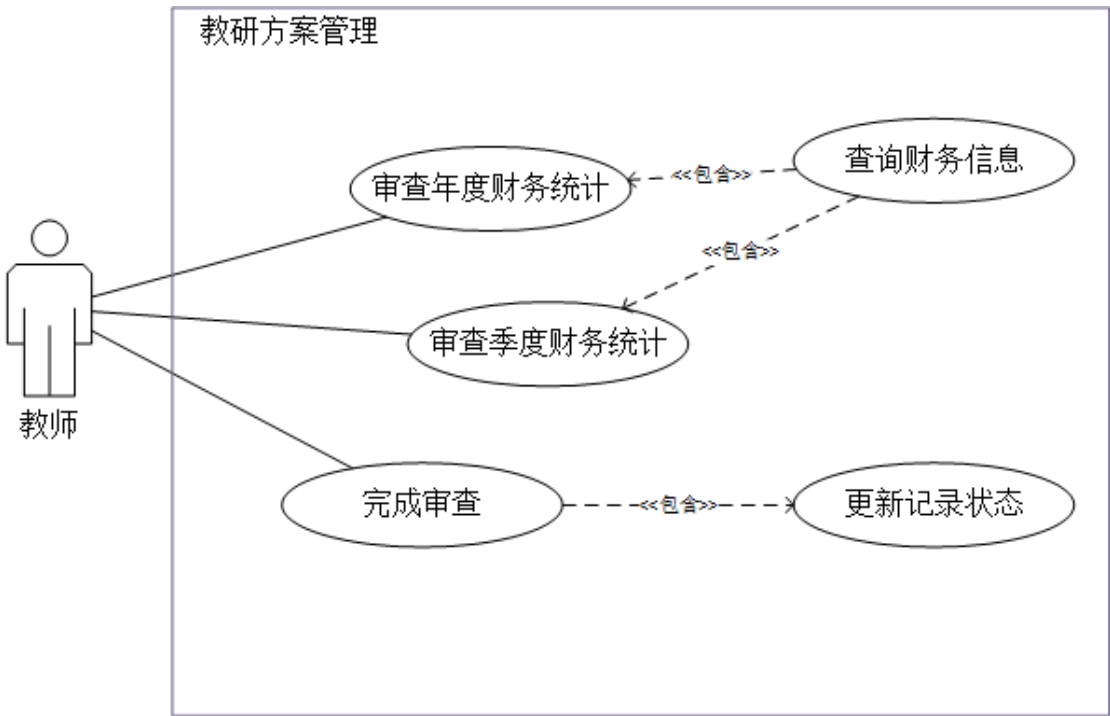 教研方案管理
查询财务信息
审查年度财务统计
<<包含>>
<<包含>>
审查季度财务统计
教师
完成审查
<<包含>>
更新记录状态